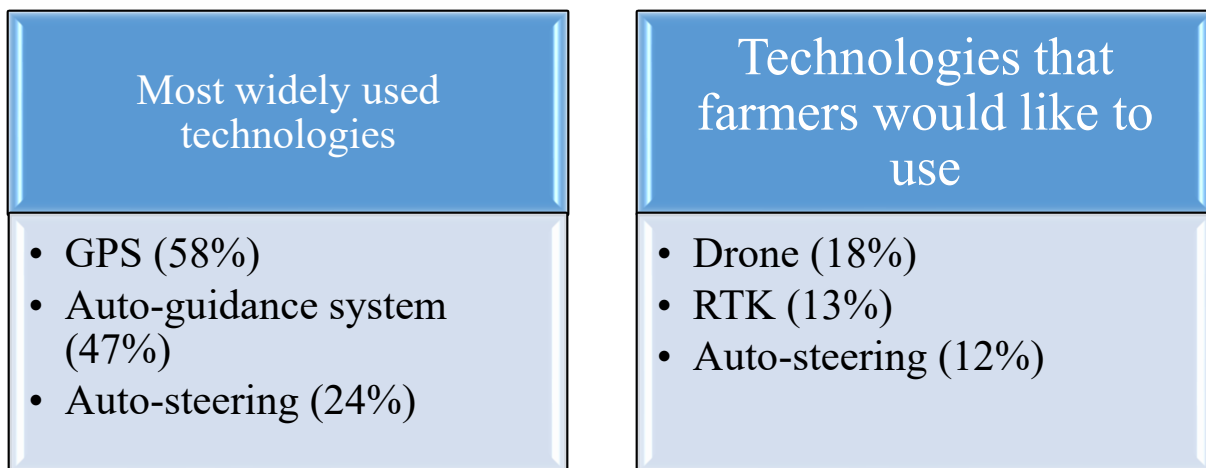 Most widely used
technologies
• GPS (58%)
• Auto-guidance system
(47%)
• Auto-steering (24%)
Technologies that
farmers would like to
use
• Drone (18%)
• RTK (13%)
• Auto-steering (12%)